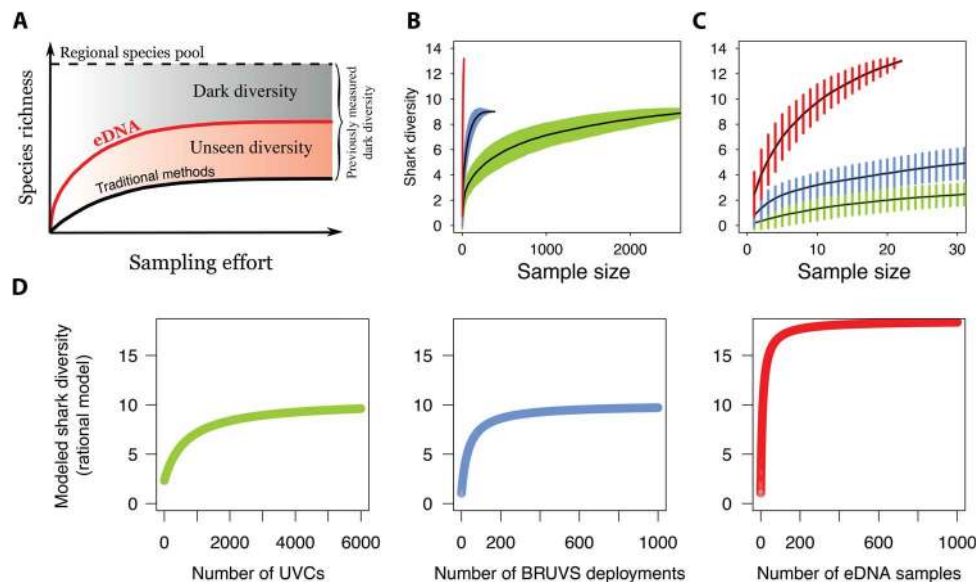 A
Species richness
Regional species pool
Dark diversity
eDNA
Unseen diversity
Traditional methods
Previously measured
dark diversity
Sampling effort
B
Shark diversity
14
12
10
8
6
4
2
0
0 1000 2000
Sample size
C
14
12
10
8
6
4
2
0
0 10 20 30
Sample size
D
Modeled shark diversity
(rational model)
15
10
5
0
0 2000 4000 6000
Number of UVCs
15
10
5
0
0 200 400 600 1000
Number of BRUVS deployments
15
10
5
0
0 200 400 600 1000
Number of eDNA samples